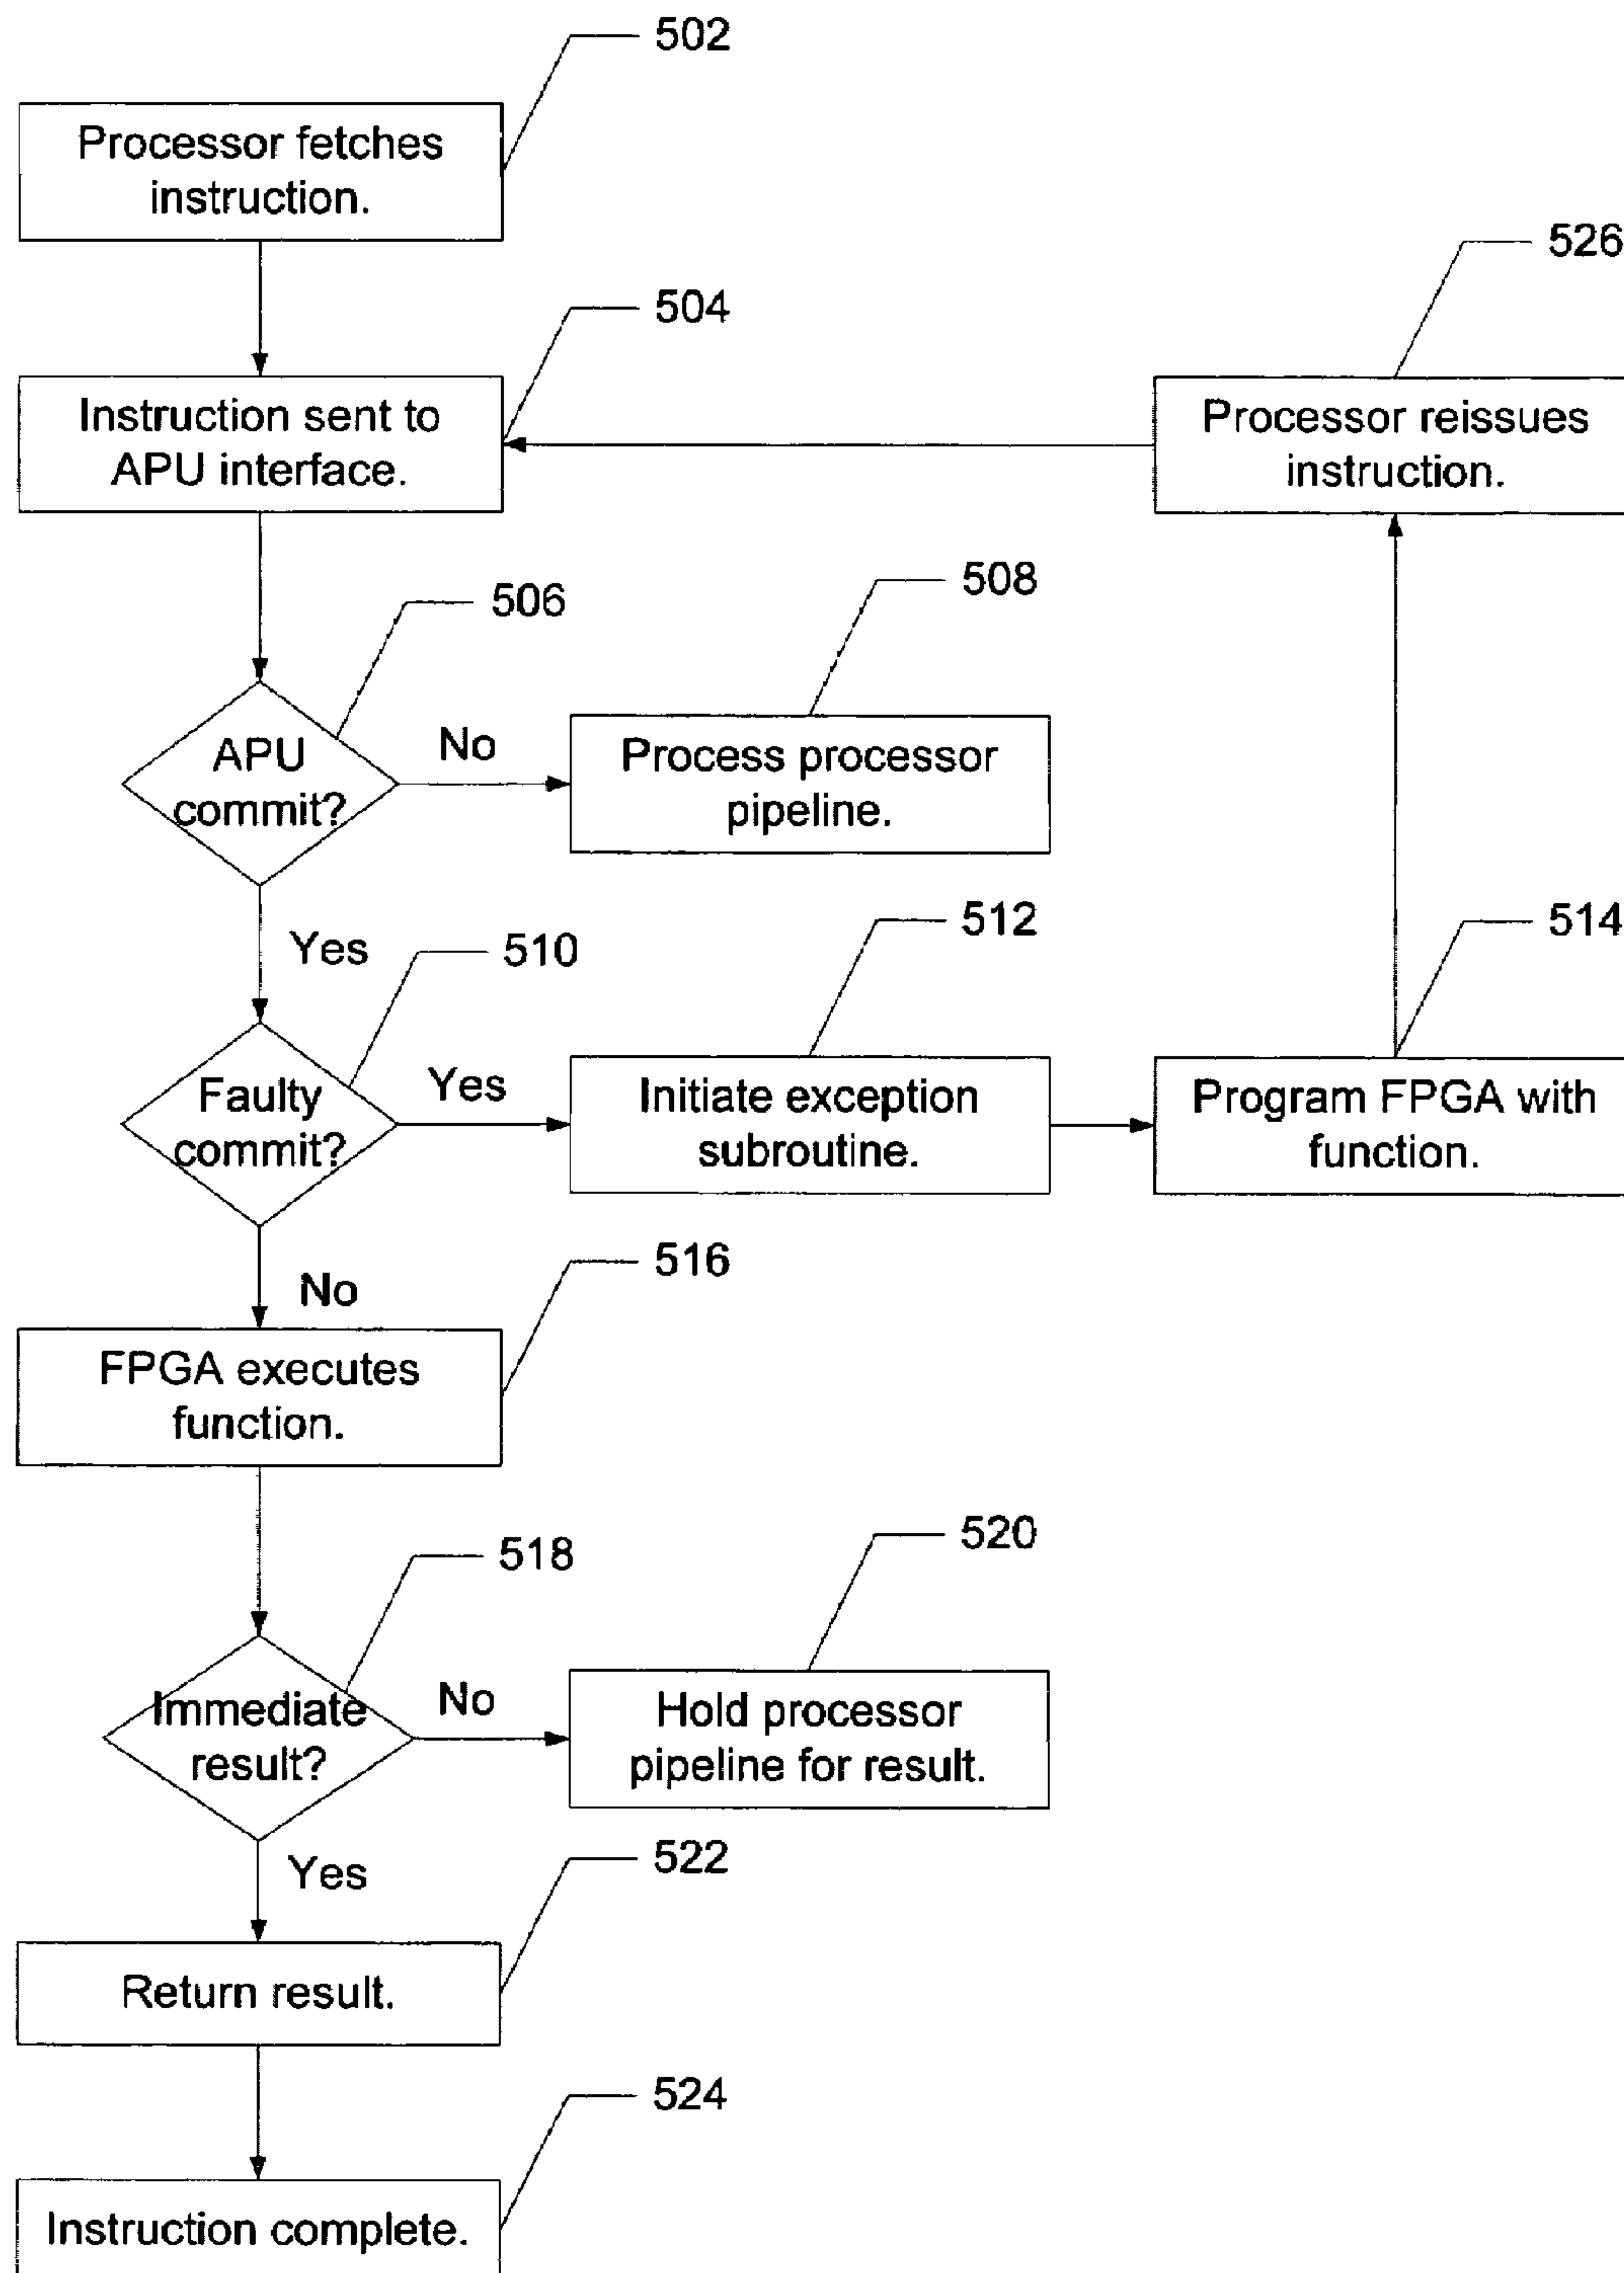 502
Processor fetches
instruction.
526
504
Instruction sent to
APU interface.
Processor reissues
instruction.
508
506
APU
commit?
No
Process processor
pipeline.
Yes
510
512
514
Faulty
commit?
Yes
Initiate exception
subroutine.
Program FPGA with
function.
No
516
FPGA executes
function.
518
520
Immediate
result?
No
Hold processor
pipeline for result.
Yes
522
Return result.
524
Instruction complete.